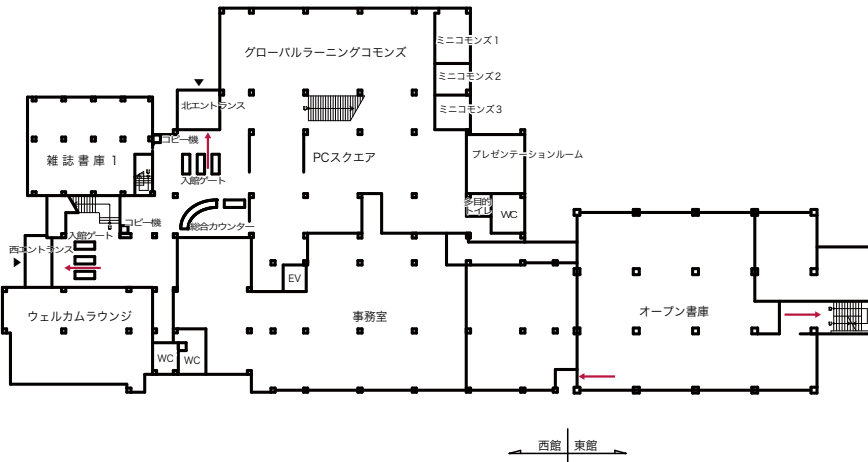 グローバルラーニングコモンズ
ミニコモンズ1
ミニコモンズ2
ミニコモンズ3
北エントランス
コピー機
雑誌書庫 1
入館ゲート
PCスクエア
プレゼンテーションルーム
多目的
トイレ
WC
総合カウンター
コピー機
入館ゲート
西エントランス
EV
ウェルカムラウンジ
事務室
オープン書庫
WC
WC
西館
東館